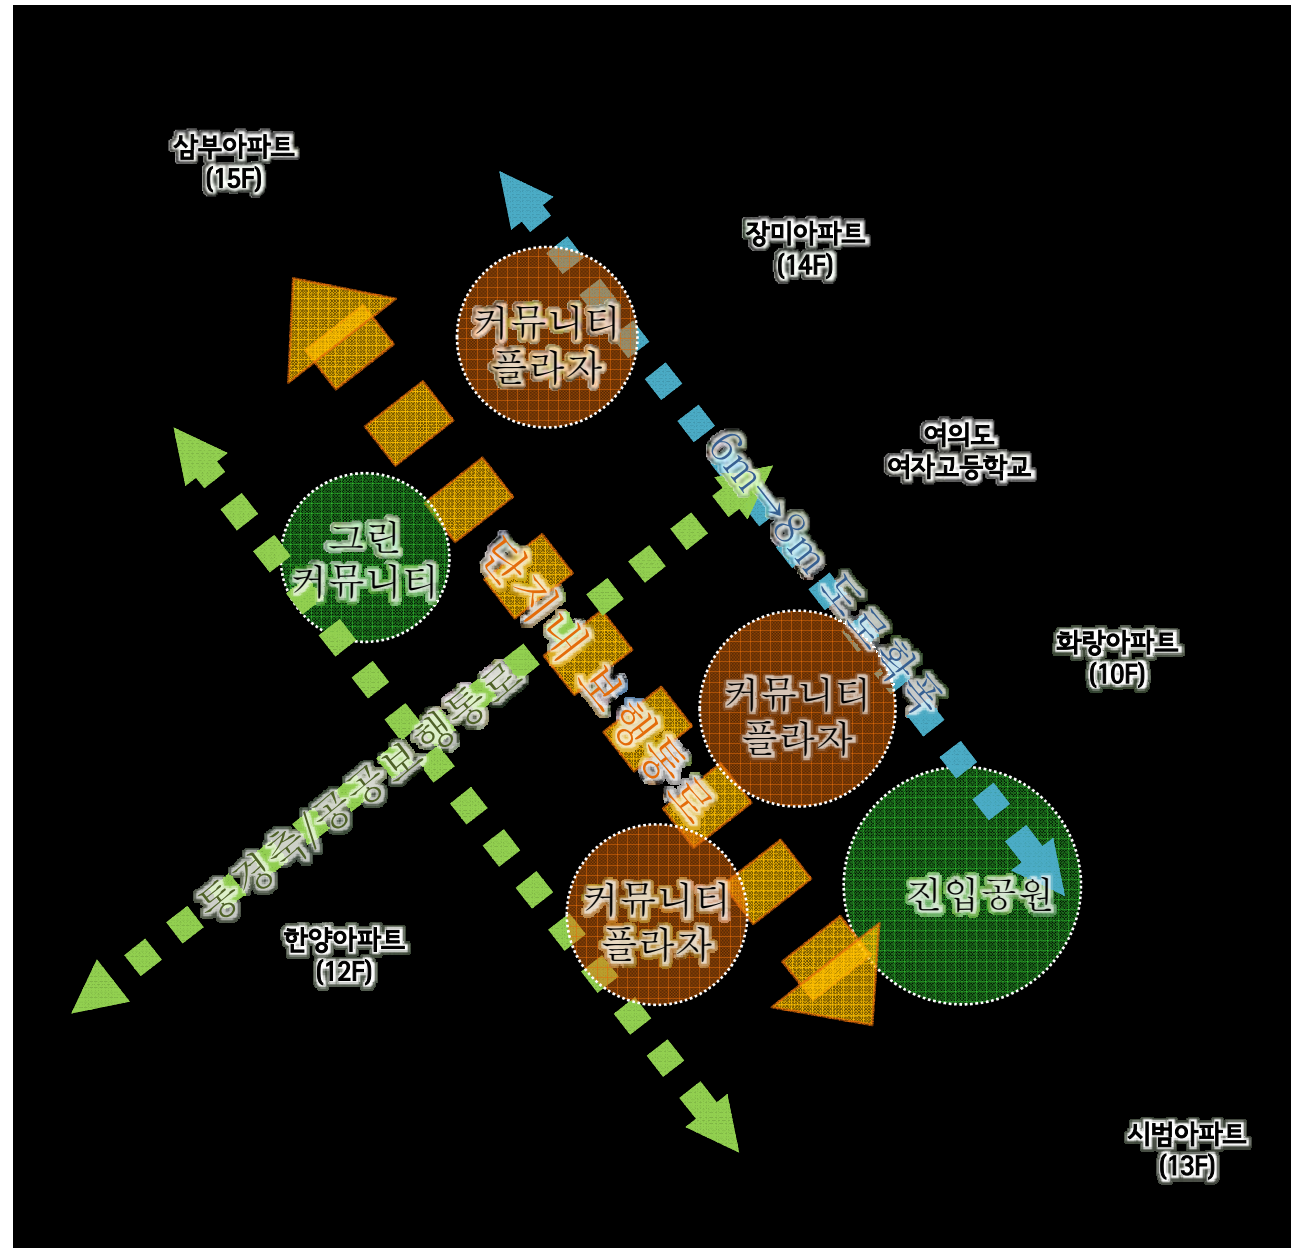 삼부아파트
(15F)
장미아파트
(14F)
커뮤니티
플라자
여의도
여자고등학교
6m→8m 도로확폭
그린
커뮤니티
단지내 보행통로
화랑아파트
(10F)
커뮤니티
플라자
통경축/공공보행통로
커뮤니티
플라자
진입공원
한양아파트
(12F)
시범아파트
(13F)